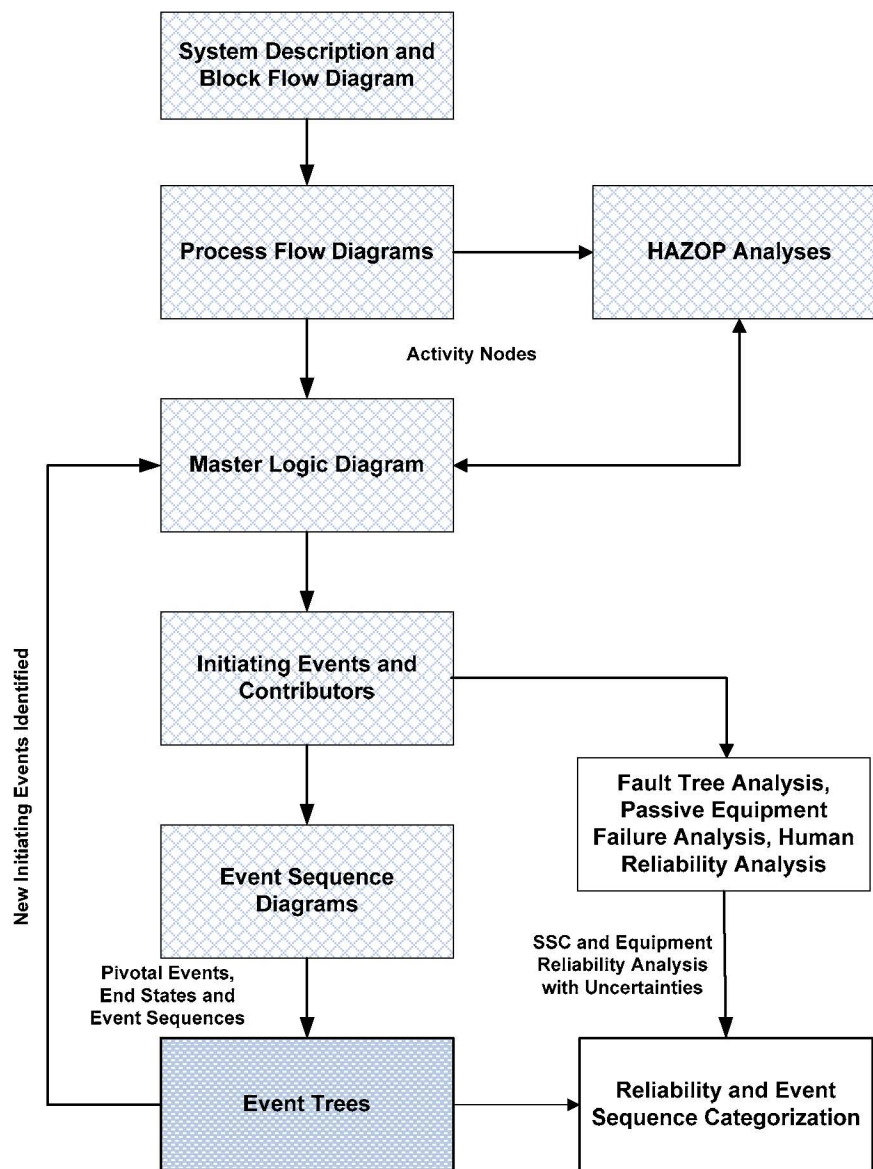 System Description and
Block Flow Diagram
Process Flow Diagrams
HAZOP Analyses
Activity Nodes
Master Logic Diagram
New Initiating Events Identified
Initiating Events and
Contributors
Fault Tree Analysis,
Passive Equipment
Failure Analysis, Human
Reliability Analysis
Event Sequence
Diagrams
SSC and Equipment
Reliability Analysis
with Uncertainties
Pivotal Events,
End States and
Event Sequences
Event Trees
Reliability and Event
Sequence Categorization